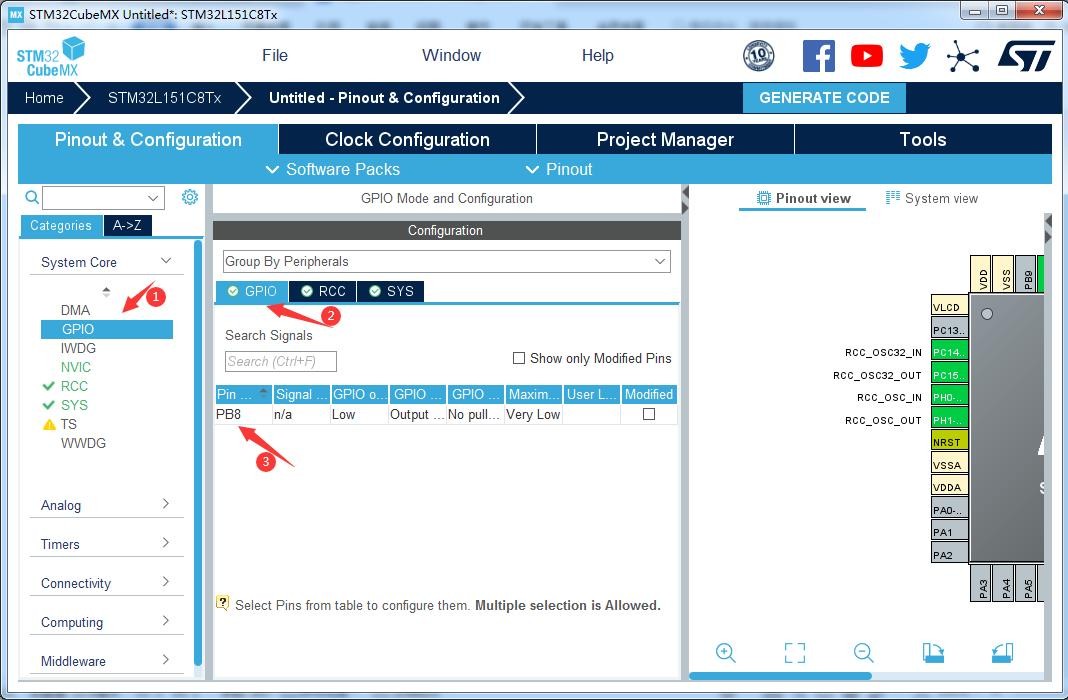 MX STM32CubeMX Untitled*: STM32L151C8Tx
STM32 CubeMX
File Window Help
10
ST
Home STM32L151C8Tx Untitled - Pinout & Configuration GENERATE CODE
Pinout & Configuration Clock Configuration Project Manager Tools
Software Packs Pinout
GPIO Mode and Configuration
Pinout view System view
Categories A->Z
Configuration
System Core
Group By Peripherals
DMA
GPIO
IWDG
NVIC
RCC
SYS
TS
WWDG
1
GPIO RCC SYS
2
Search Signals
Search (Ctrl+F)
Show only Modified Pins
Pin ... Signal ... GPIO o... GPIO ... GPIO ... Maxim... User L... Modified
PB8 n/a Low Output ... No pull... Very Low
3
Analog
Timers
Connectivity
Computing
Middleware
Select Pins from table to configure them. Multiple selection is Allowed.
VDD
VSS
PB9
VLCD
PC13..
RCC_OSC32_IN PC14..
RCC_OSC32_OUT PC15..
RCC_OSC_IN PH0-..
RCC_OSC_OUT PH1-..
NRST
VSSA
VDDA
PA0-..
PA1
PA2
PA3
PA4
PA5